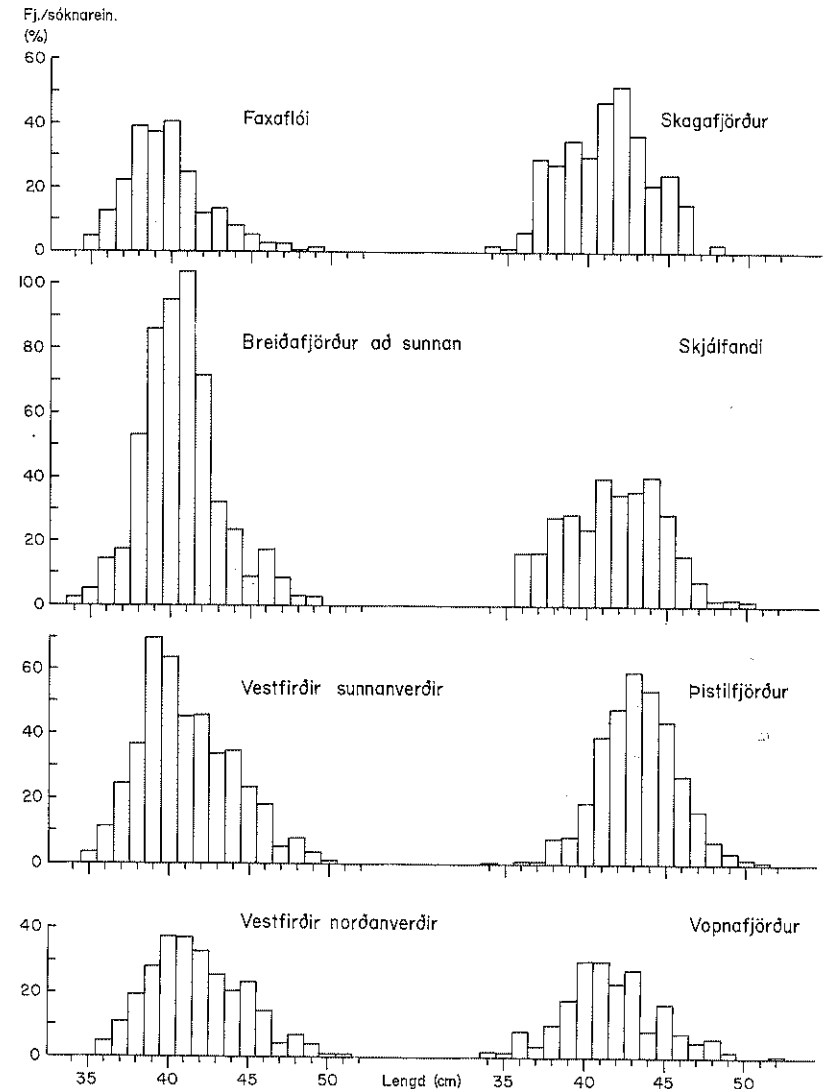 Fj./sóknarein.
(%)
60
40
20
0
Faxaflói
Skagafjörður
100
80
60
40
20
0
Breiðafjörður að sunnan
Skjálfandi
60
40
20
0
Vestfirðir sunnanverðir
Þistilfjörður
40
20
0
Vestfirðir norðanverðir
Vopnafjörður
35 40 45 50 Lengd (cm) 35 40 45 50